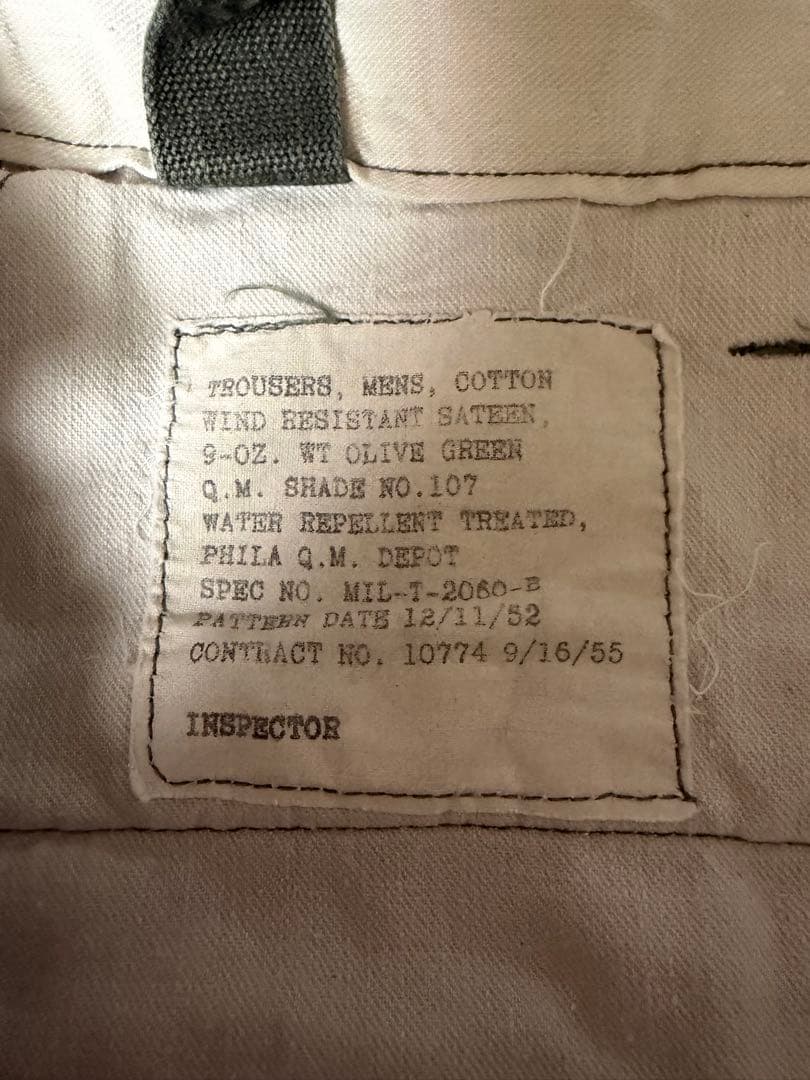 TROUSERS, MENS, COTTON
WIND RESISTANT SATEEN,
9-OZ. WT OLIVE GREEN
Q.M. SHADE NO.107
WATER REPELLENT TREATED,
PHILA Q.M. DEPOT
SPEC NO. MIL-T-2060-B
PATTERN DATE 12/11/52
CONTRACT NO. 10774 9/16/55
INSPECTOR